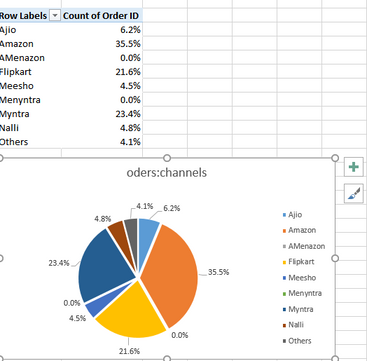 Row Labels Count of Order ID
Ajio 6.2%
Amazon 35.5%
AMenazon 0.0%
Flipkart 21.6%
Meesho 4.5%
Menyntra 0.0%
Myntra 23.4%
Nalli 4.8%
Others 4.1%
oders:channels
4.1% 6.2%
4.8%
23.4%
35.5%
0.0%
4.5%
0.0%
21.6%
Ajio
Amazon
AMenazon
Flipkart
Meesho
Menyntra
Myntra
Nalli
Others